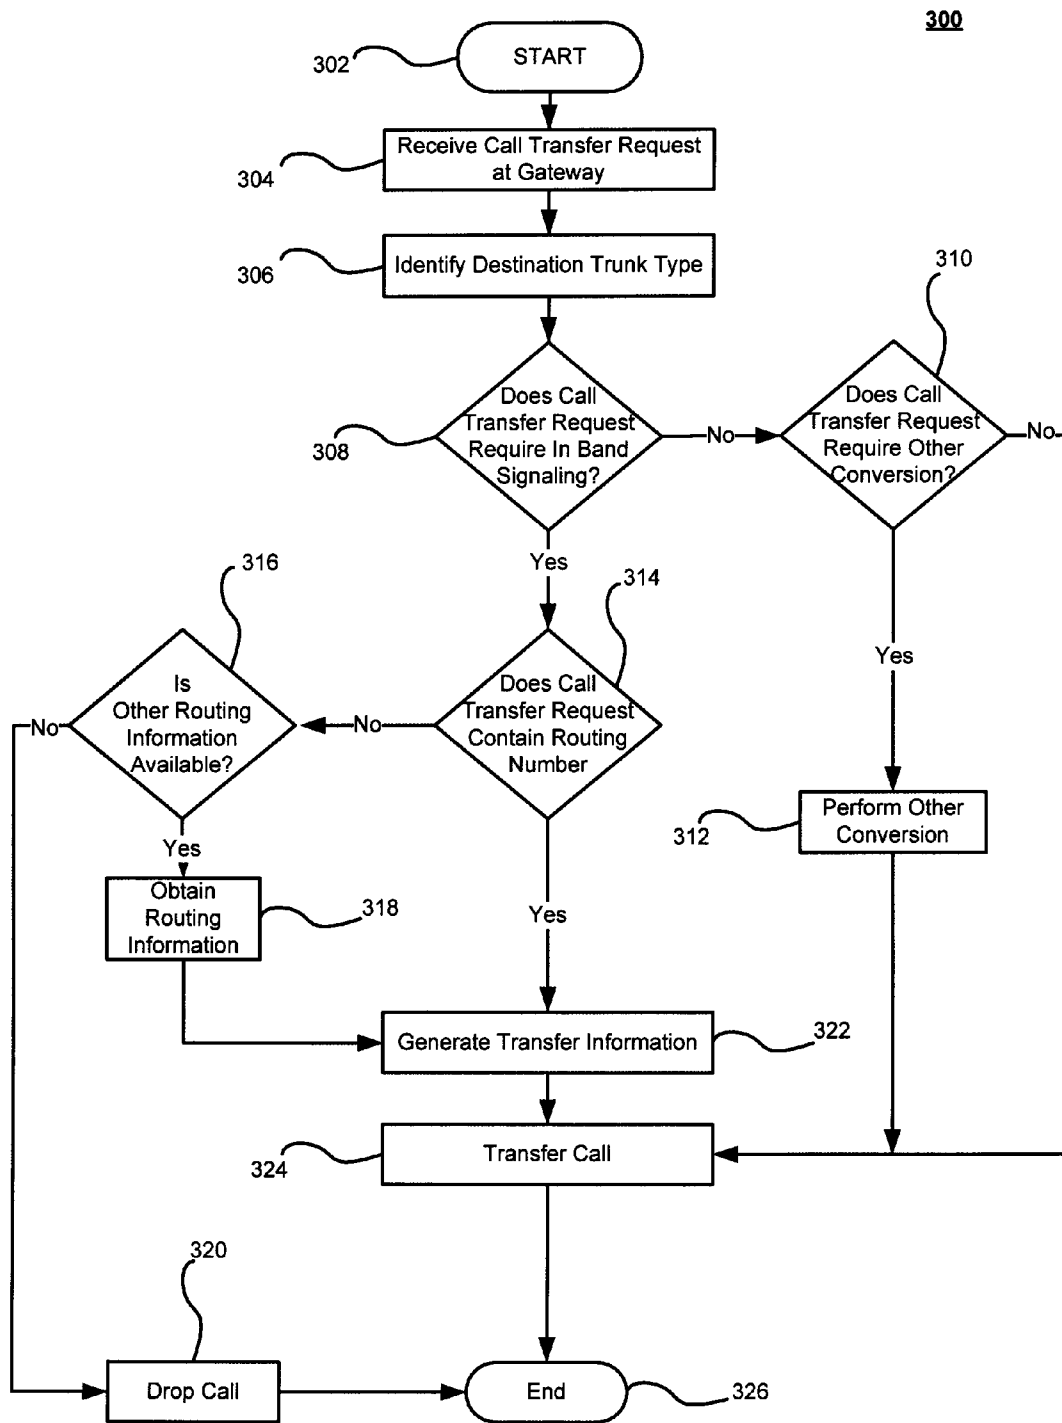 300
START
302
Receive Call Transfer Request
at Gateway
304
Identify Destination Trunk Type
306
310
Does Call
Transfer Request
Require In Band
Signaling?
308
No
Does Call
Transfer Request
Require Other
Conversion?
No
Yes
316
314
Yes
Is
Other Routing
Information
Available?
No
No
Does Call
Transfer Request
Contain Routing
Number
Perform Other
Conversion
312
Yes
Obtain
Routing
Information
318
Yes
Generate Transfer Information
322
Transfer Call
324
320
Drop Call
End
326